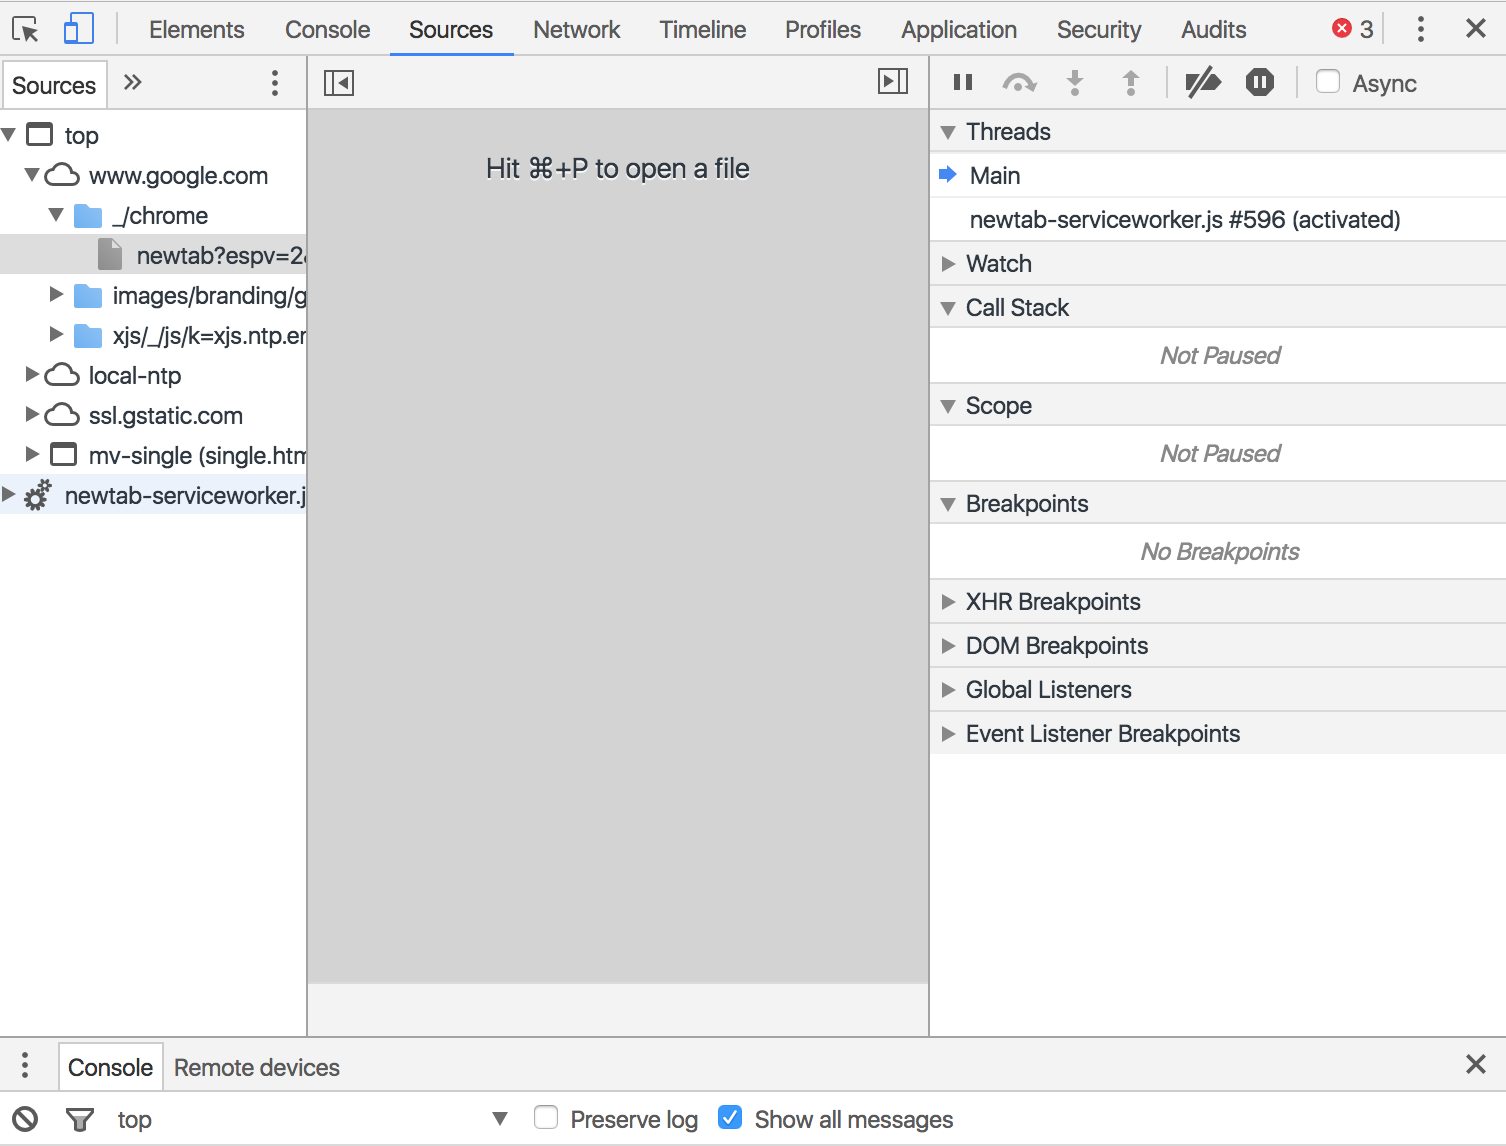 Elements Console Sources Network Timeline Profiles Application Security Audits 3
Sources
Async
top
www.google.com
_/chrome
newtab?espv=2&
images/branding/g
xjs/_/js/k=xjs.ntp.en
local-ntp
ssl.gstatic.com
mv-single (single.htm
newtab-serviceworker.j
Hit ⌘+P to open a file
Threads
Main
newtab-serviceworker.js #596 (activated)
Watch
Call Stack
Not Paused
Scope
Not Paused
Breakpoints
No Breakpoints
XHR Breakpoints
DOM Breakpoints
Global Listeners
Event Listener Breakpoints
Console Remote devices
top Preserve log Show all messages